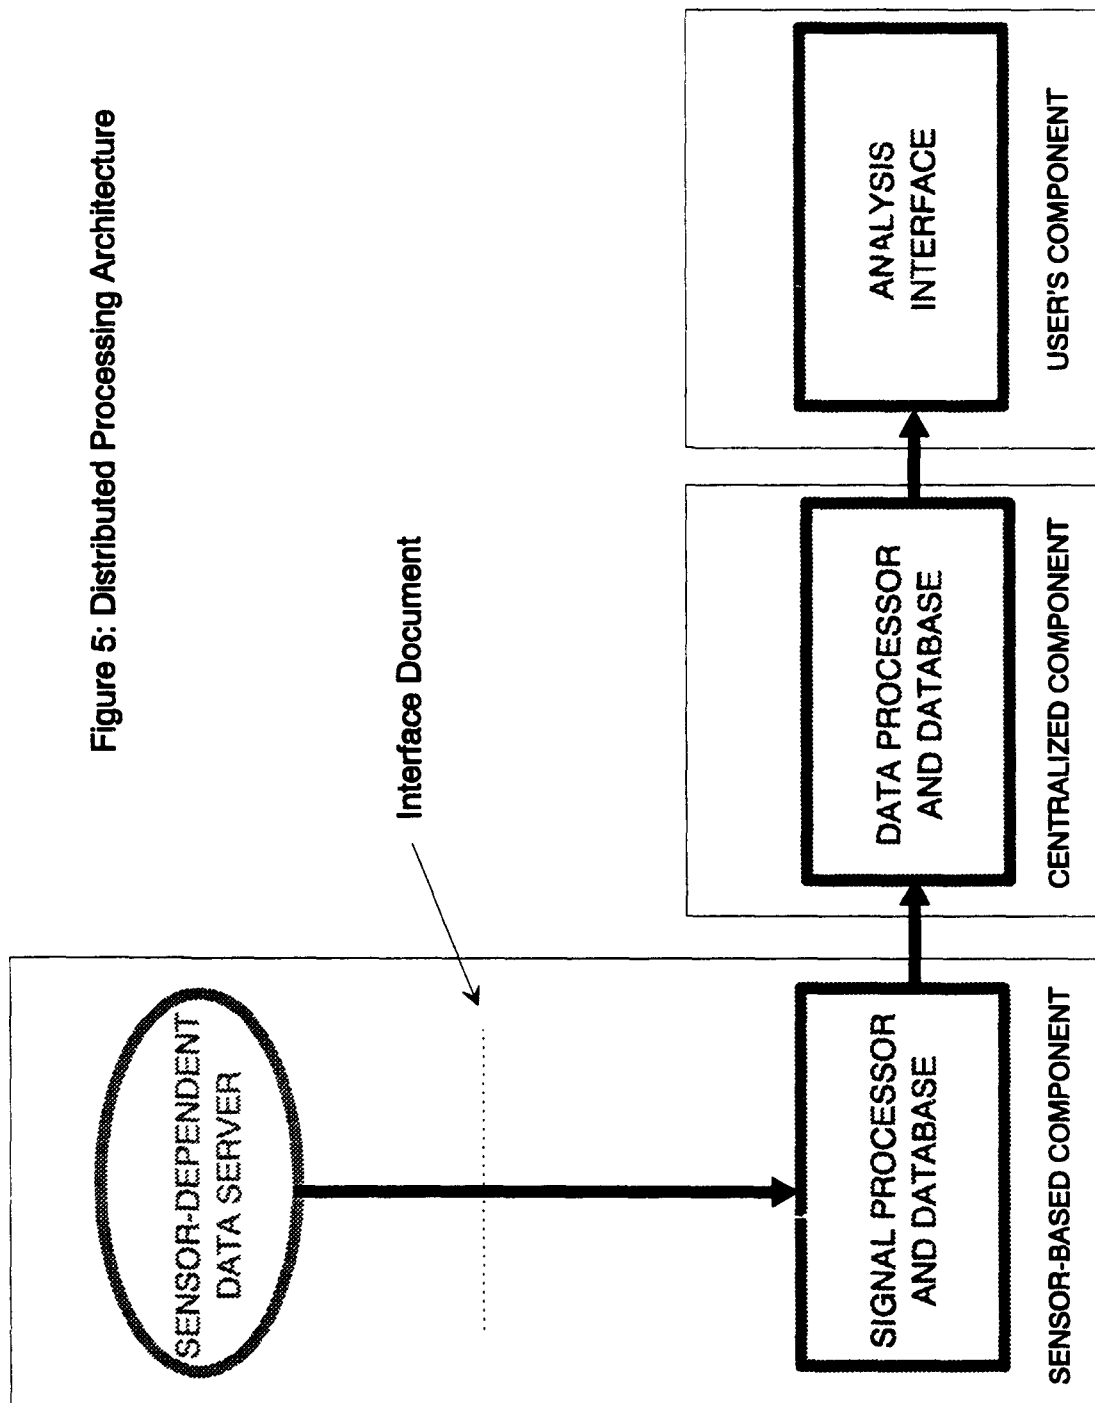 Figure 5: Distributed Processing Architecture
SENSOR-DEPENDENT
DATA SERVER
Interface Document
SIGNAL PROCESSOR
AND DATABASE
DATA PROCESSOR
AND DATABASE
ANALYSIS
INTERFACE
SENSOR-BASED COMPONENT
CENTRALIZED COMPONENT
USER'S COMPONENT